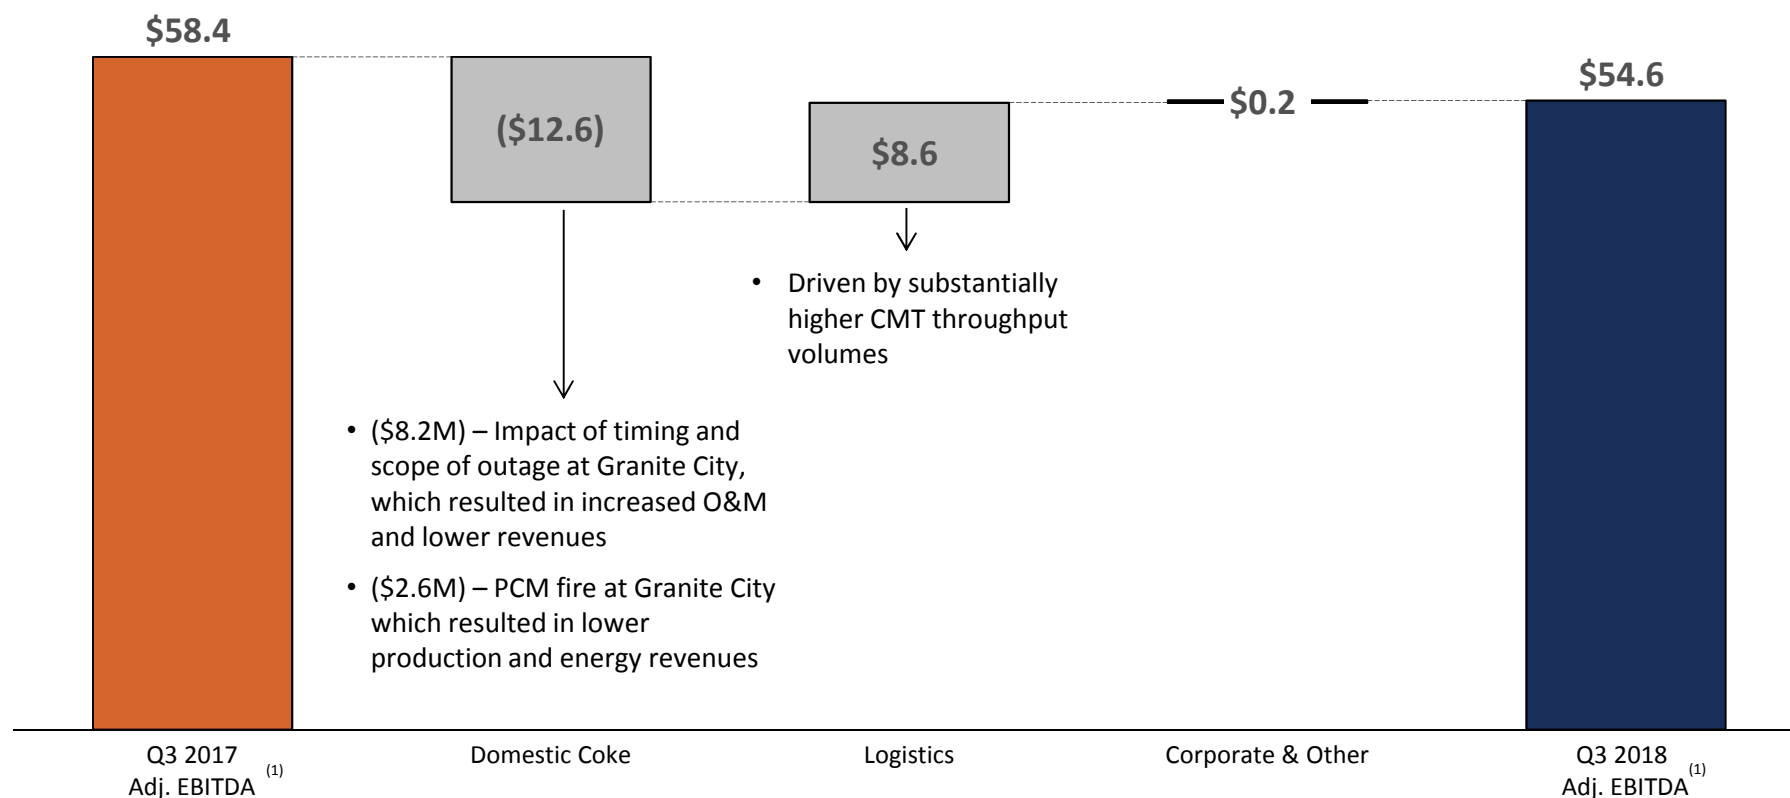 $58.4
($12.6)
$8.6
$0.2
$54.6
• Driven by substantially
higher CMT throughput
volumes
• ($8.2M) – Impact of timing and
scope of outage at Granite City,
which resulted in increased O&M
and lower revenues
• ($2.6M) – PCM fire at Granite City
which resulted in lower
production and energy revenues
Q3 2017
Adj. EBITDA (1)
Domestic Coke
Logistics
Corporate & Other
Q3 2018
Adj. EBITDA (1)